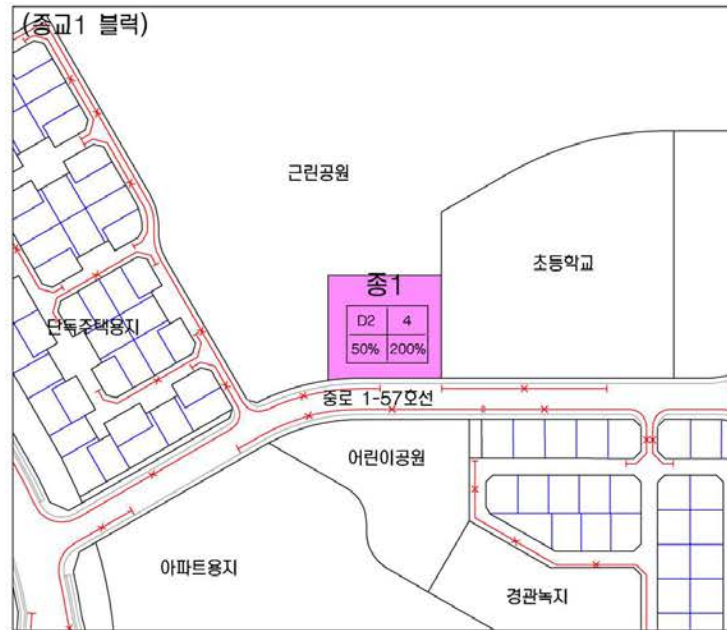 (종교1 블럭)
근린공원
초등학교
종1
D2 4
50% 200%
단독주택용지
중로 1-57호선
어린이공원
아파트용지
경관녹지